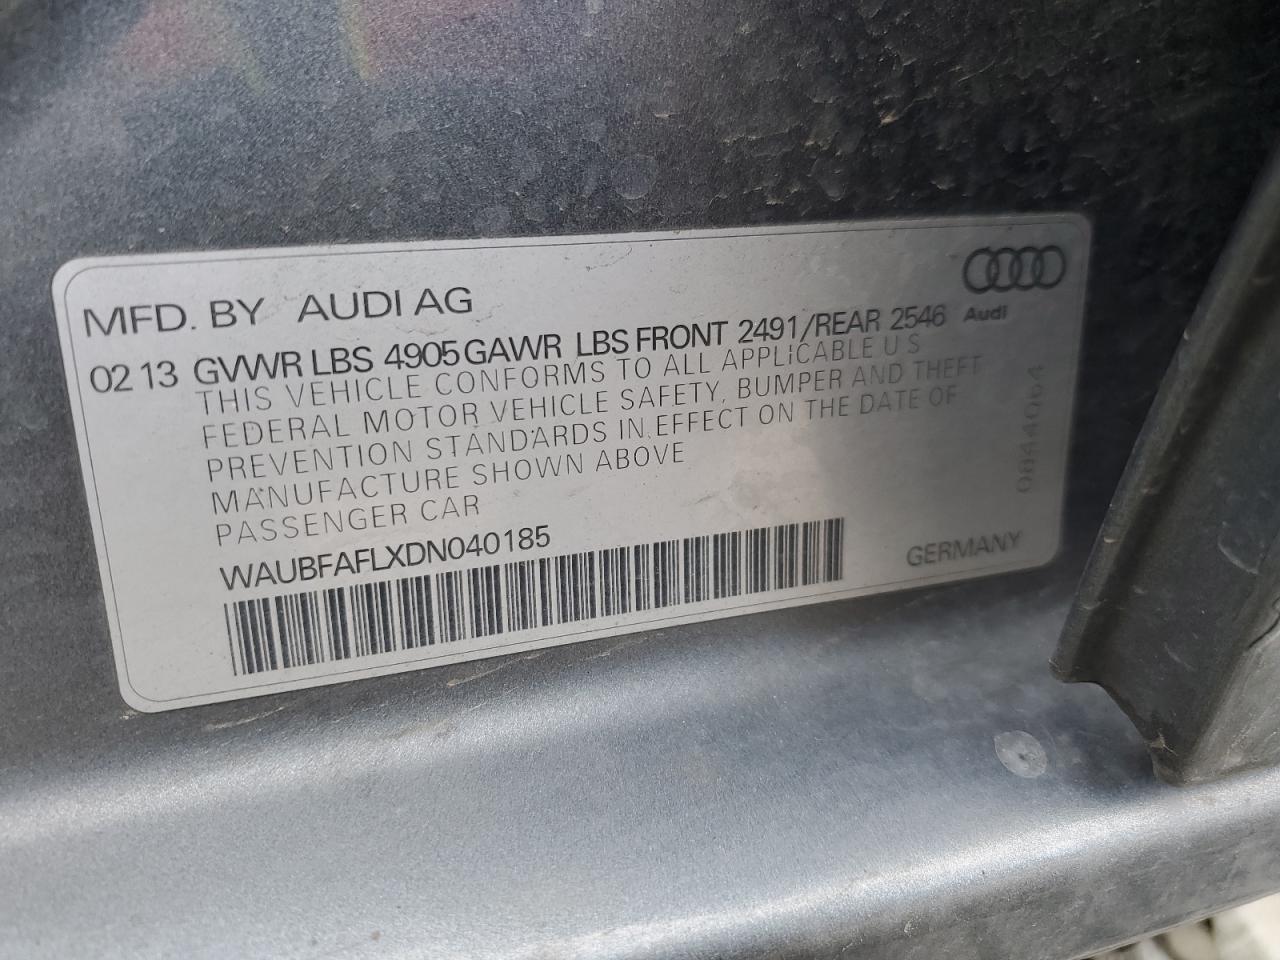 MFD. BY AUDI AG
Audi
02 13 GVWR LBS 4905 GAWR LBS FRONT 2491/REAR 2546
THIS VEHICLE CONFORMS TO ALL APPLICABLE U S
FEDERAL MOTOR VEHICLE SAFETY, BUMPER AND THEFT
PREVENTION STANDARDS IN EFFECT ON THE DATE OF
MANUFACTURE SHOWN ABOVE
PASSENGER CAR
WAUBFAFLXDN040185
GERMANY
0844064